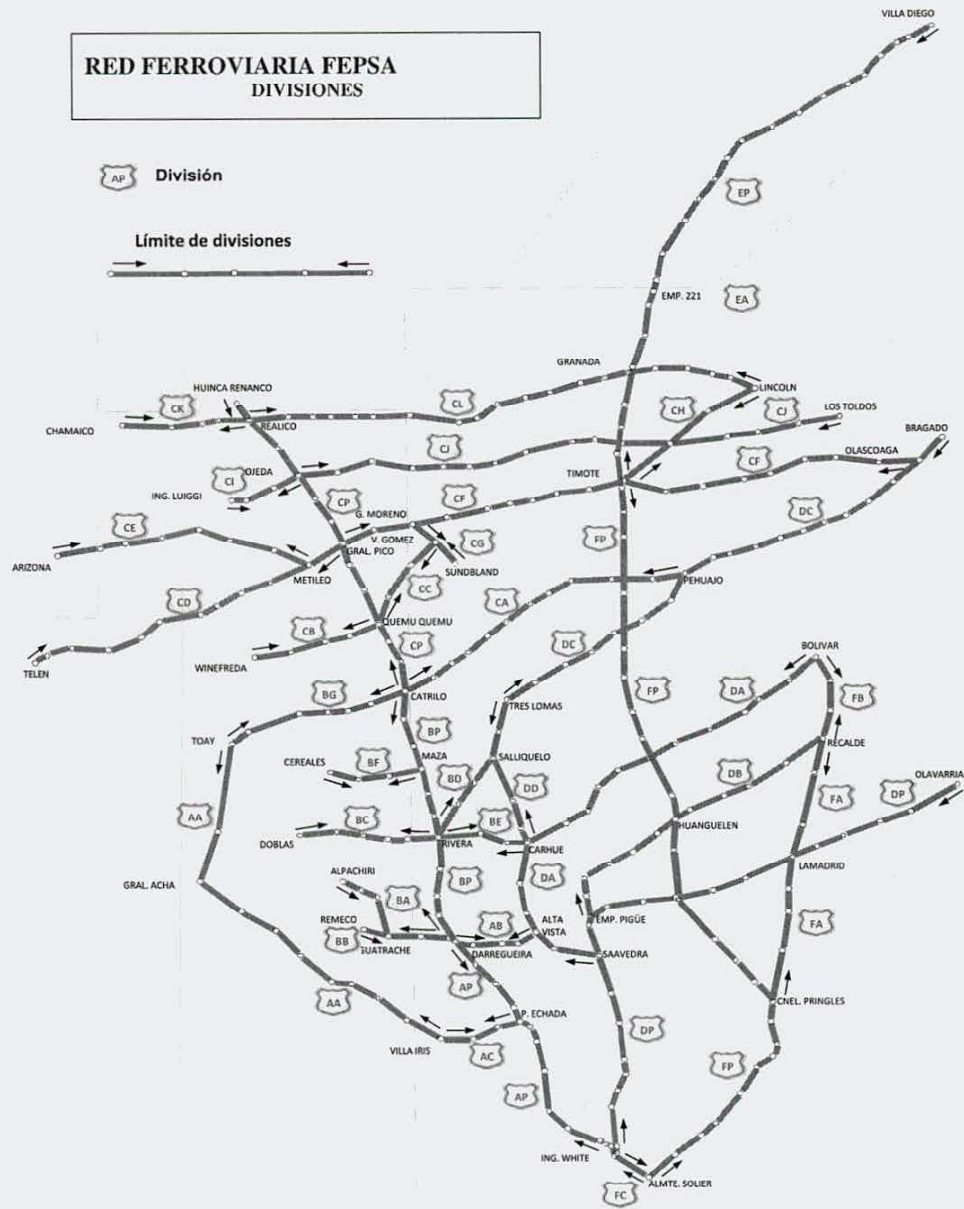 VILLA DIEGO
RED FERROVIARIA FEPSA
DIVISIONES
AP División
EP
Límite de divisiones
EMP. 221
EA
GRANADA
HUINCA RENANCO
LINCOLN
CK
CL
CHAMAICO
REALICO
CH
CJ
LOS TOLDOS
BRAGADO
CJ
OLASCOAGA
OJEDA
CI
TIMOTE
CF
ING. LUIGGI
CP
CF
G. MORENO
DC
CE
V. GOMEZ
CG
FP
GRAL. PICO
ARIZONA
SUNDBLAND
METILEO
PEHUAJO
CC
CD
CA
QUEMU QUEMU
CB
DC
CP
BOLIVAR
WINEFREDA
TELEN
BG
CATRILO
FP
DA
FB
TRES LOMAS
BP
TOAY
RECALDE
MAZA
SALLIQUELO
CEREALES
BF
BD
DB
OLAVARRIA
DD
FA
DP
AA
BC
BE
HUANGUELEN
DOBLAS
RIVERA
CARHUE
LAMADRID
ALPACHIRI
BP
DA
GRAL. ACHA
BA
REMECO
AB
ALTA
VISTA
EMP. PIGÜE
FA
BB
GUATRACHE
DARREGUEIRA
SAAVEDRA
AP
AA
CNEL. PRINGLES
P. ECHADA
DP
VILLA IRIS
AC
FP
AP
ING. WHITE
ALMTE. SOLIER
FC